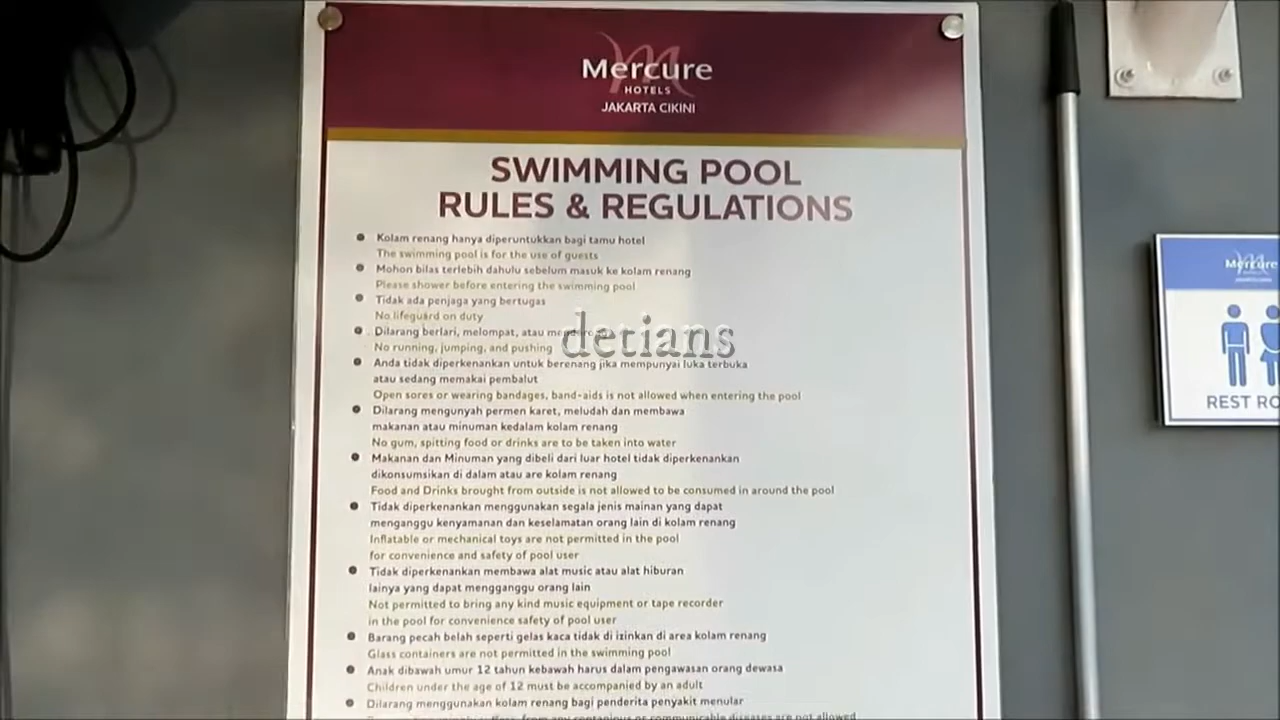 Mercure
HOTELS
JAKARTA CIKINI
SWIMMING POOL
RULES & REGULATIONS
Kolam renang hanya diperuntukkan bagi tamu hotel
The swimming pool is for the use of guests
Mohon bilas terlebih dahulu sebelum masuk ke kolam renang
Please shower before entering the swimming pool
Tidak ada penjaga yang bertugas
No lifeguard on duty
Dilarang berlari, melompat, atau
No running, jumping, and pushing
detians
Anda tidak diperkenankan untuk berenang jika mempunyai luka terbuka
atau sedang memakai pembalut
Open sores or wearing bandages, band-aids is not allowed when entering the pool
Dilarang mengunyah permen karet, meludah dan membawa
makanan atau minuman kedalam kolam renang
No gum, spitting food or drinks are to be taken into water
Makanan dan Minuman yang dibeli dari luar hotel tidak diperkenankan
dikonsumsikan di dalam atau are kolam renang
Food and Drinks brought from outside is not allowed to be consumed in around the pool
Tidak diperkenankan menggunakan segala jenis mainan yang dapat
menganggu kenyamanan dan keselamatan orang lain di kolam renang
Inflatable or mechanical toys are not permitted in the pool
for convenience and safety of pool user
Tidak diperkenankan membawa alat music atau alat hiburan
lainya yang dapat mengganggu orang lain
Not permitted to bring any kind music equipment or tape recorder
in the pool for convenience safety of pool user
Barang pecah belah seperti gelas kaca tidak di izinkan di area kolam renang
Glass containers are not permitted in the swimming pool
Anak dibawah umur 12 tahun kebawah harus dalam pengawasan orang dewasa
Children under the age of 12 must be accompanied by an adult
Dilarang menggunakan kolam renang bagi penderita penyakit menular
from any contagious or communicable diseases are not allowed
Mercure
JAKARTA CIKINI
REST RO